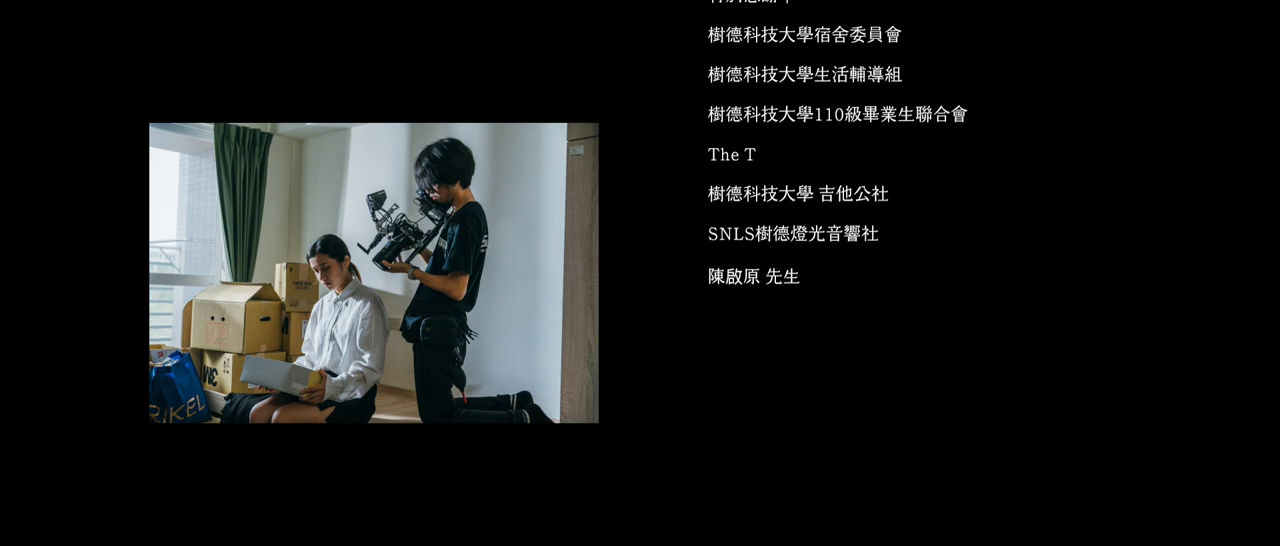 樹德科技大學宿舍委員會
樹德科技大學生活輔導組
樹德科技大學110級畢業生聯合會
The T
樹德科技大學 吉他公社
SNLS樹德燈光音響社
陳啟原 先生
RIKEL